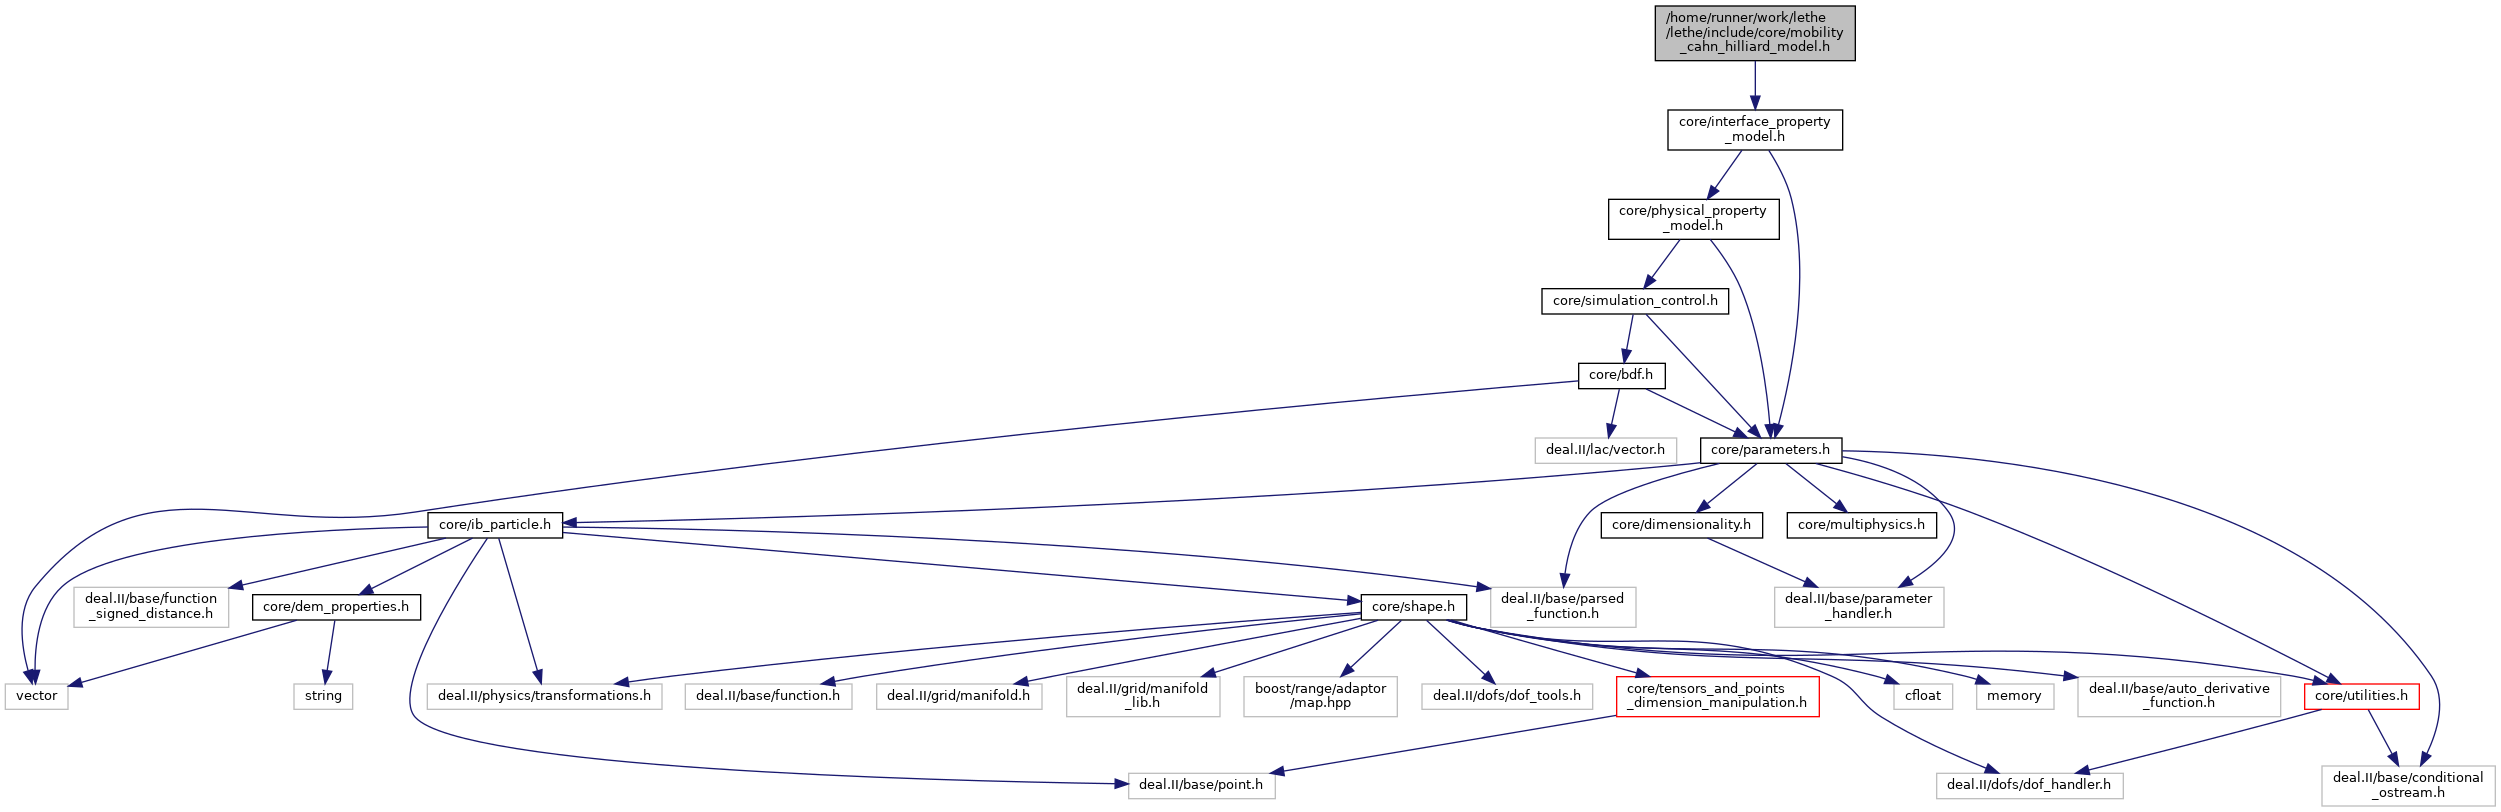 /home/runner/work/lethe
/lethe/include/core/mobility
_cahn_hilliard_model.h
core/interface_property
_model.h
core/physical_property
_model.h
core/simulation_control.h
core/bdf.h
deal.II/lac/vector.h
core/parameters.h
core/ib_particle.h
core/dimensionality.h
core/multiphysics.h
deal.II/base/function
_signed_distance.h
core/dem_properties.h
core/shape.h
deal.II/base/parsed
_function.h
deal.II/base/parameter
_handler.h
vector
string
deal.II/physics/transformations.h
deal.II/base/function.h
deal.II/grid/manifold.h
deal.II/grid/manifold
_lib.h
boost/range/adaptor
/map.hpp
deal.II/dofs/dof_tools.h
core/tensors_and_points
_dimension_manipulation.h
cfloat
memory
deal.II/base/auto_derivative
_function.h
core/utilities.h
deal.II/base/point.h
deal.II/dofs/dof_handler.h
deal.II/base/conditional
_ostream.h